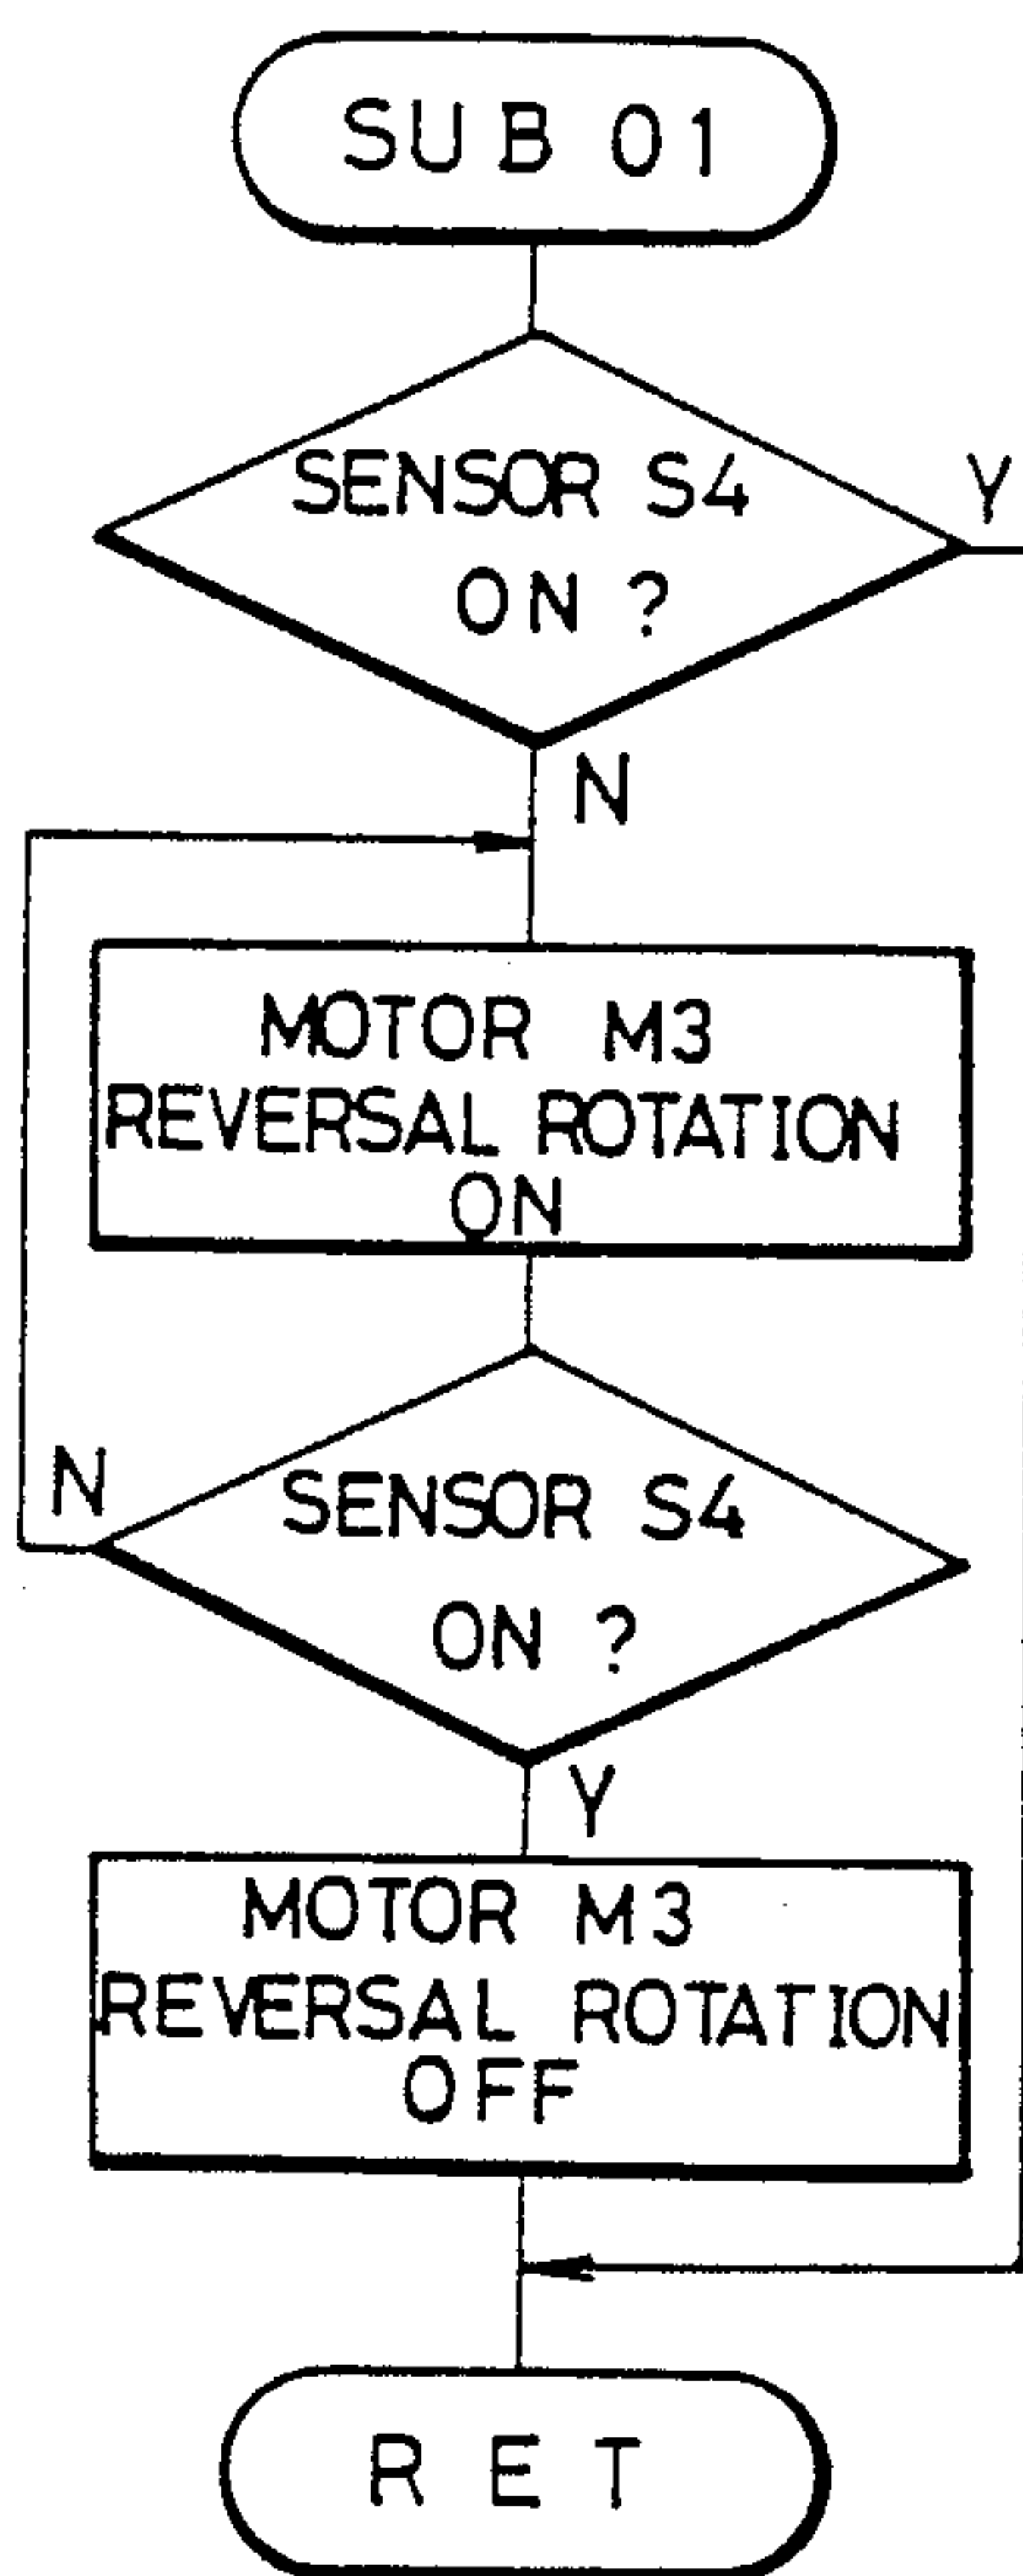 SUB 01
SENSOR S4
ON ?
Y
N
MOTOR M3
REVERSAL ROTATION
ON
N
SENSOR S4
ON ?
Y
MOTOR M3
REVERSAL ROTATION
OFF
RET